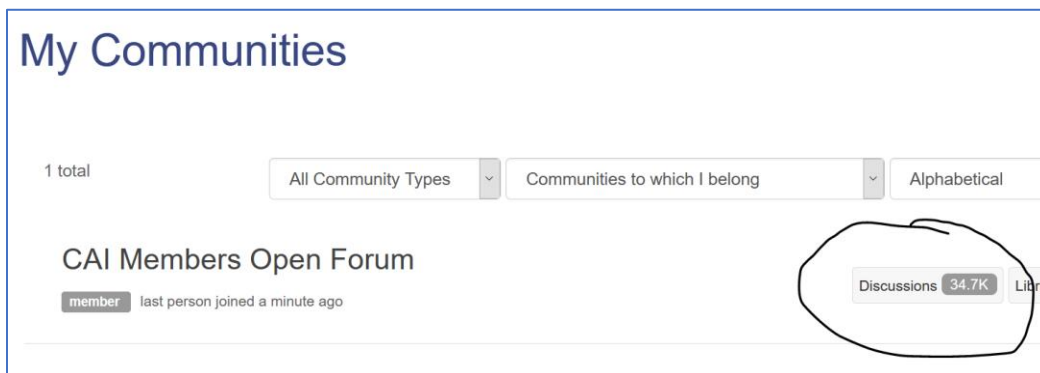 My Communities
1 total
All Community Types
Communities to which I belong
Alphabetical
CAI Members Open Forum
Discussions 34.7K
member last person joined a minute ago